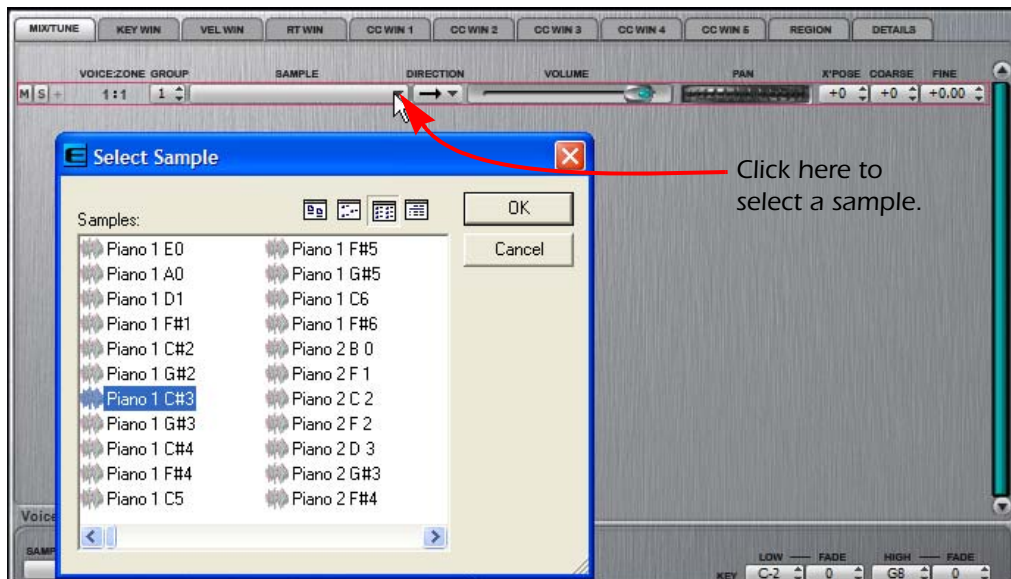 MIX/TUNE KEY WIN VEL WIN RT WIN CC WIN 1 CC WIN 2 CC WIN 3 CC WIN 4 CC WIN 5 REGION DETAILS
VOICE:ZONE GROUP SAMPLE DIRECTION VOLUME PAN X'POSE COARSE FINE
M S + 1:1 1 +0 +0 +0.00
Click here to
select a sample.
E Select Sample
Samples:
OK
Cancel
Piano 1 E0
Piano 1 A0
Piano 1 D1
Piano 1 F#1
Piano 1 C#2
Piano 1 G#2
Piano 1 C#3
Piano 1 G#3
Piano 1 C#4
Piano 1 F#4
Piano 1 C5
Piano 1 F#5
Piano 1 G#5
Piano 1 C6
Piano 1 F#6
Piano 2 B 0
Piano 2 F 1
Piano 2 C 2
Piano 2 F 2
Piano 2 D 3
Piano 2 G#3
Piano 2 F#4
Voice
SAMP
LOW FADE HIGH FADE
KEY C-2 0 G8 0